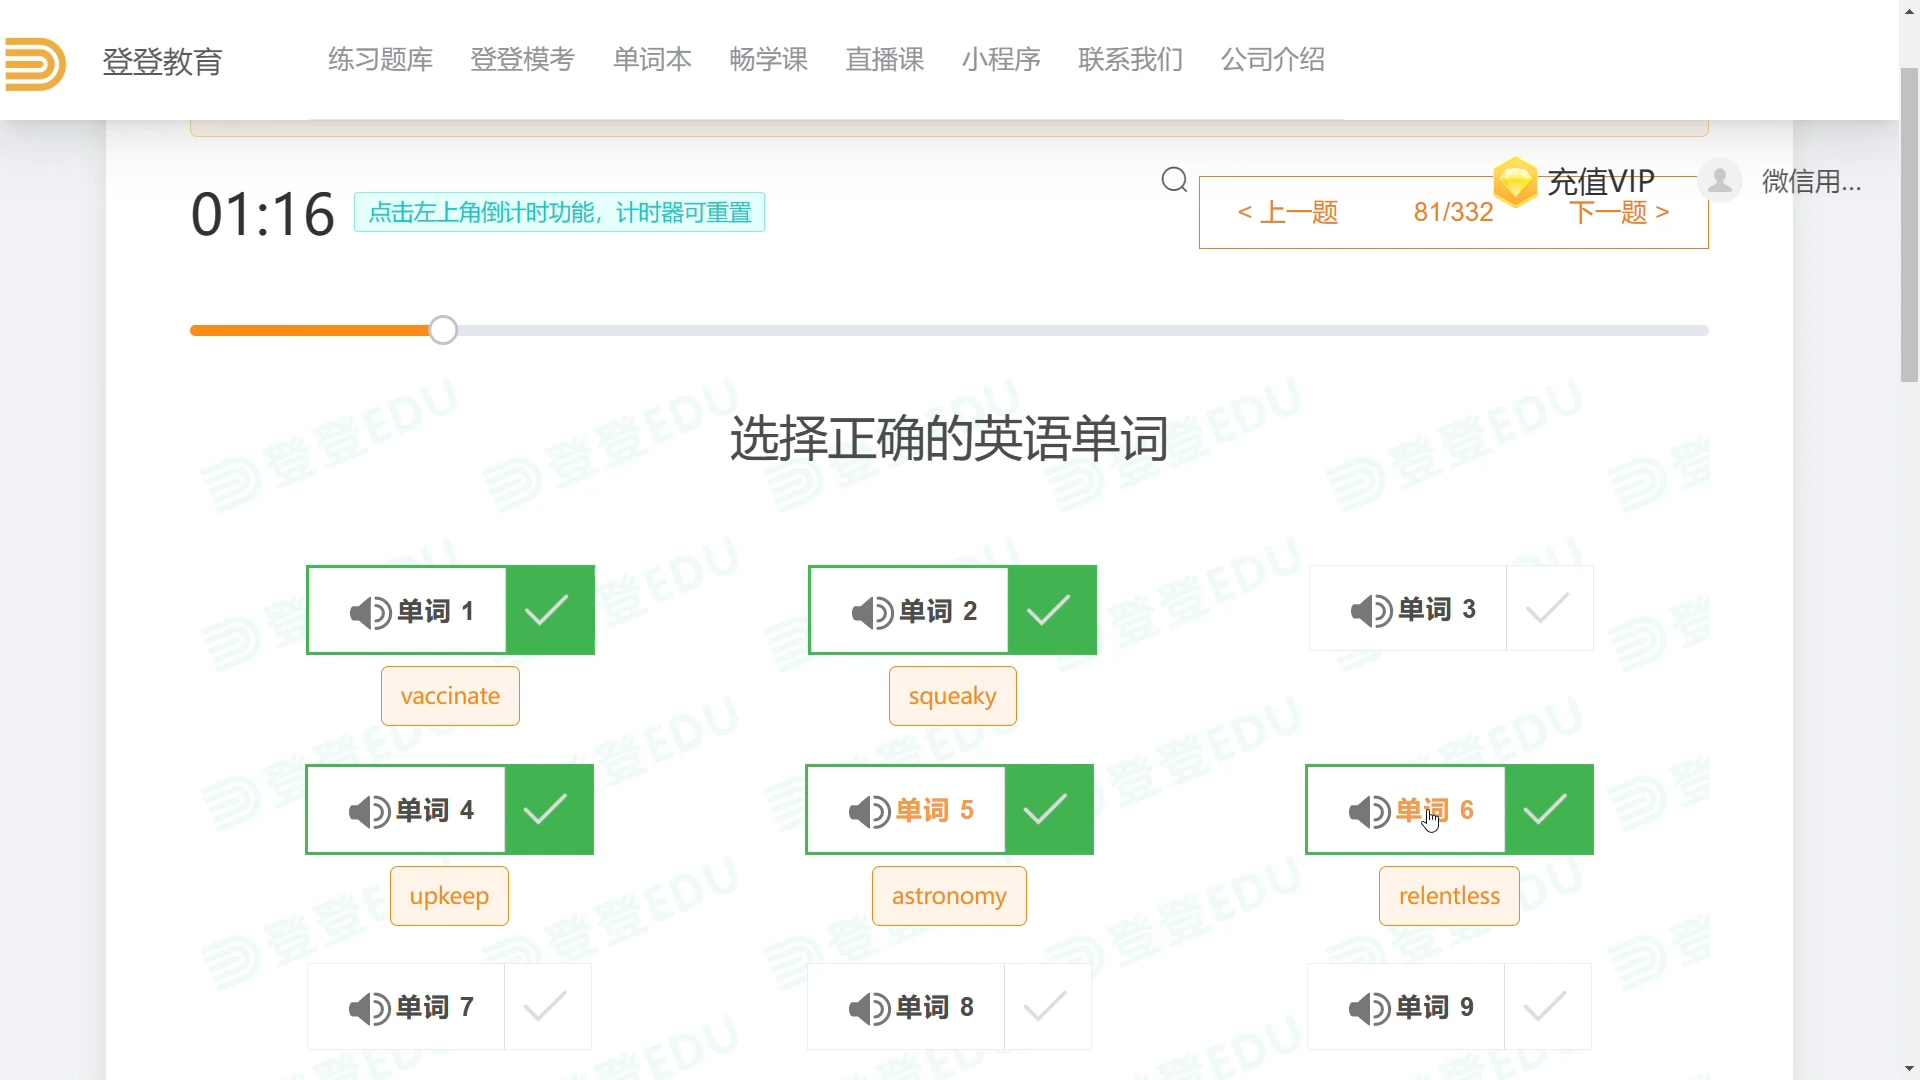 登登教育
练习题库 登登模考 单词本 畅学课 直播课 小程序 联系我们 公司介绍
充值VIP 微信用...
01:16 点击左上角倒计时功能，计时器可重置 < 上一题 81/332 下一题 >
选择正确的英语单词
单词 1 单词 2 单词 3
vaccinate squeaky
单词 4 单词 5 单词 6
upkeep astronomy relentless
单词 7 单词 8 单词 9
登登EDU